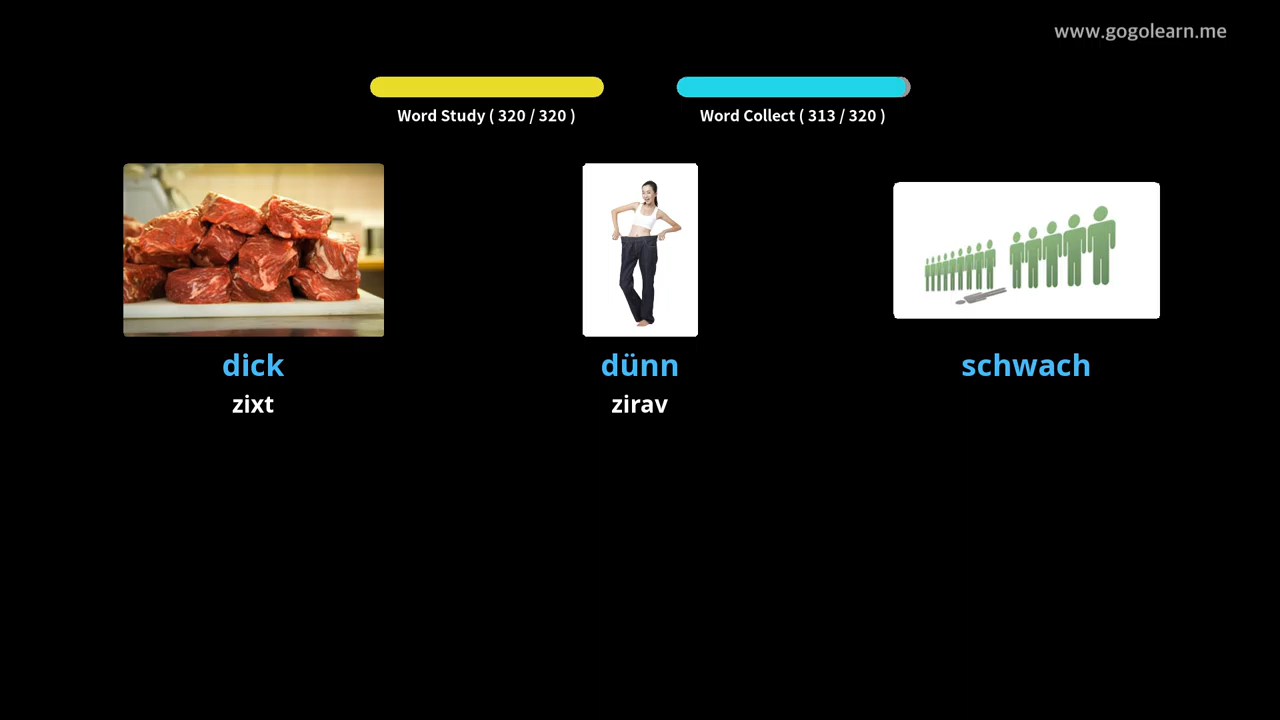 www.gogolearn.me
Word Study ( 320 / 320 )
Word Collect ( 313 / 320 )
dick
dünn
schwach
zixt
zirav